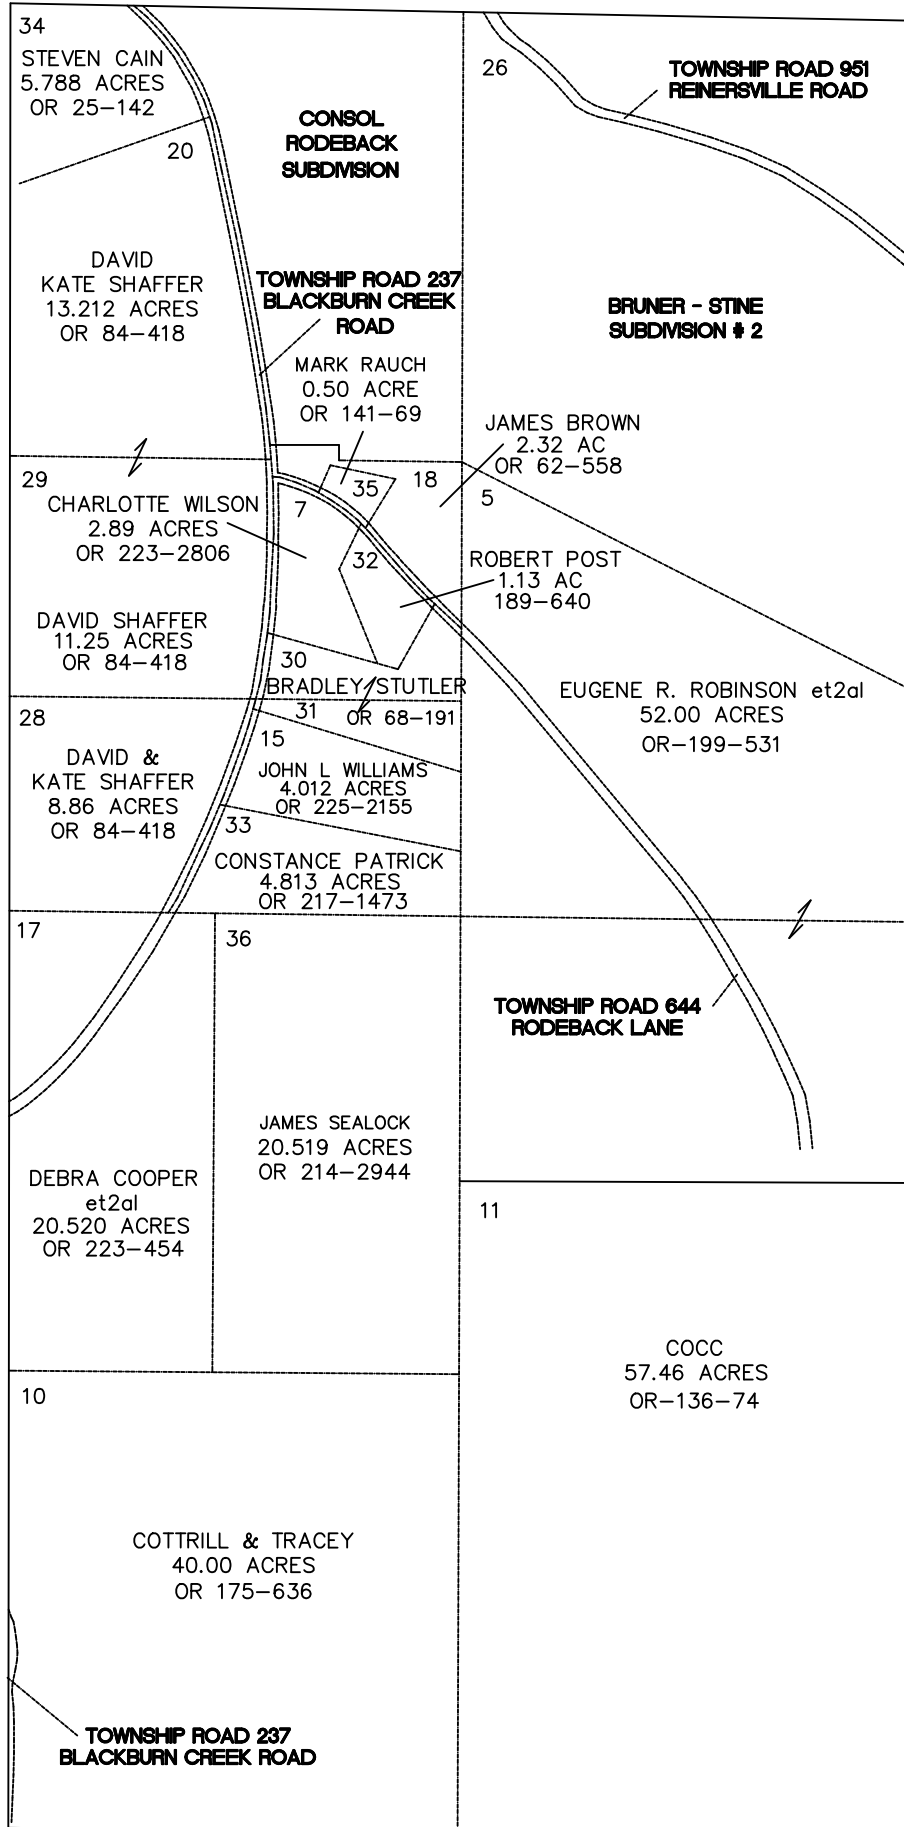 34
STEVEN CAIN
5.788 ACRES
OR 25-142
20
CONSOL
RODEBACK
SUBDIVISION
26
TOWNSHIP ROAD 951
REINERSVILLE ROAD
DAVID
KATE SHAFFER
13.212 ACRES
OR 84-418
TOWNSHIP ROAD 237
BLACKBURN CREEK
ROAD
BRUNER - STINE
SUBDIVISION # 2
MARK RAUCH
0.50 ACRE
OR 141-69
JAMES BROWN
2.32 AC
OR 62-558
29
35
18
5
7
CHARLOTTE WILSON
2.89 ACRES
OR 223-2806
32
ROBERT POST
1.13 AC
189-640
DAVID SHAFFER
11.25 ACRES
OR 84-418
30
BRADLEY STUTLER
OR 68-191
31
EUGENE R. ROBINSON et2al
52.00 ACRES
OR-199-531
28
15
DAVID &
KATE SHAFFER
8.86 ACRES
OR 84-418
JOHN L WILLIAMS
4.012 ACRES
OR 225-2155
33
CONSTANCE PATRICK
4.813 ACRES
OR 217-1473
17
36
TOWNSHIP ROAD 644
RODEBACK LANE
JAMES SEALOCK
20.519 ACRES
OR 214-2944
DEBRA COOPER
et2al
20.520 ACRES
OR 223-454
11
COCC
57.46 ACRES
OR-136-74
10
COTTRILL & TRACEY
40.00 ACRES
OR 175-636
TOWNSHIP ROAD 237
BLACKBURN CREEK ROAD